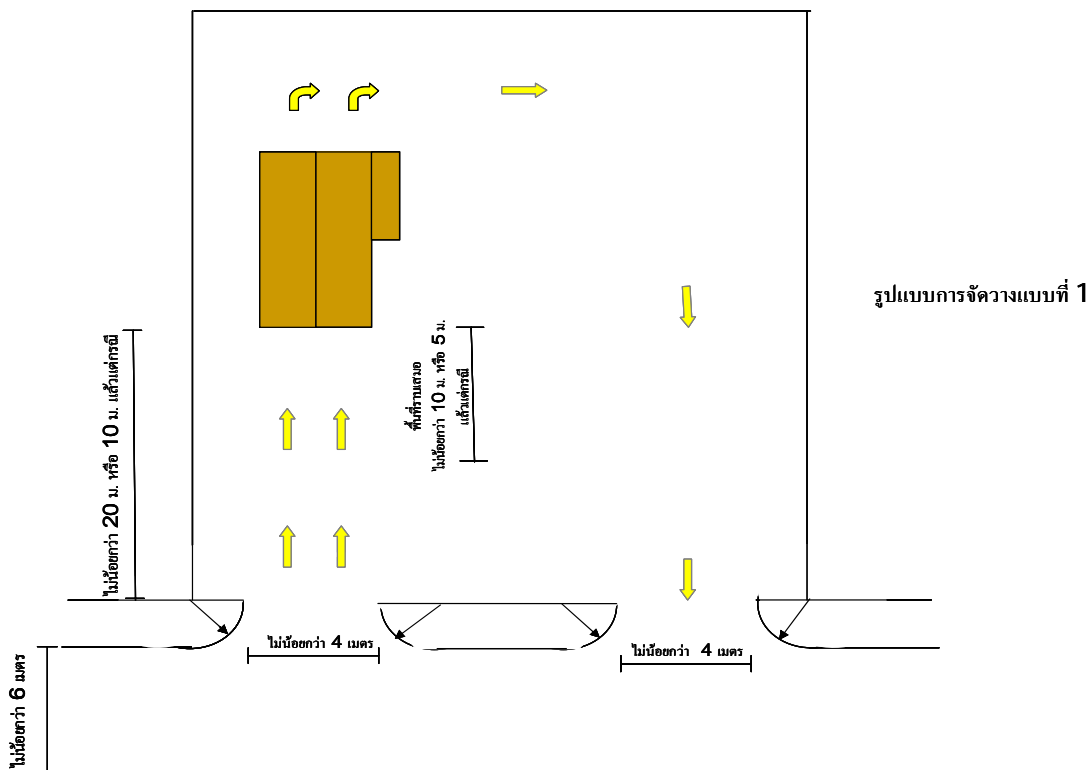 รูปแบบการจัดวางแบบที่ 1
ไม่น้อยกว่า 20 ม. หรือ 10 ม. แล้วแต่กรณี
พื้นที่ราบเสมอ
ไม่น้อยกว่า 10 ม. หรือ 5 ม.
แล้วแต่กรณี
ไม่น้อยกว่า 4 เมตร
ไม่น้อยกว่า 4 เมตร
ไม่น้อยกว่า 6 เมตร